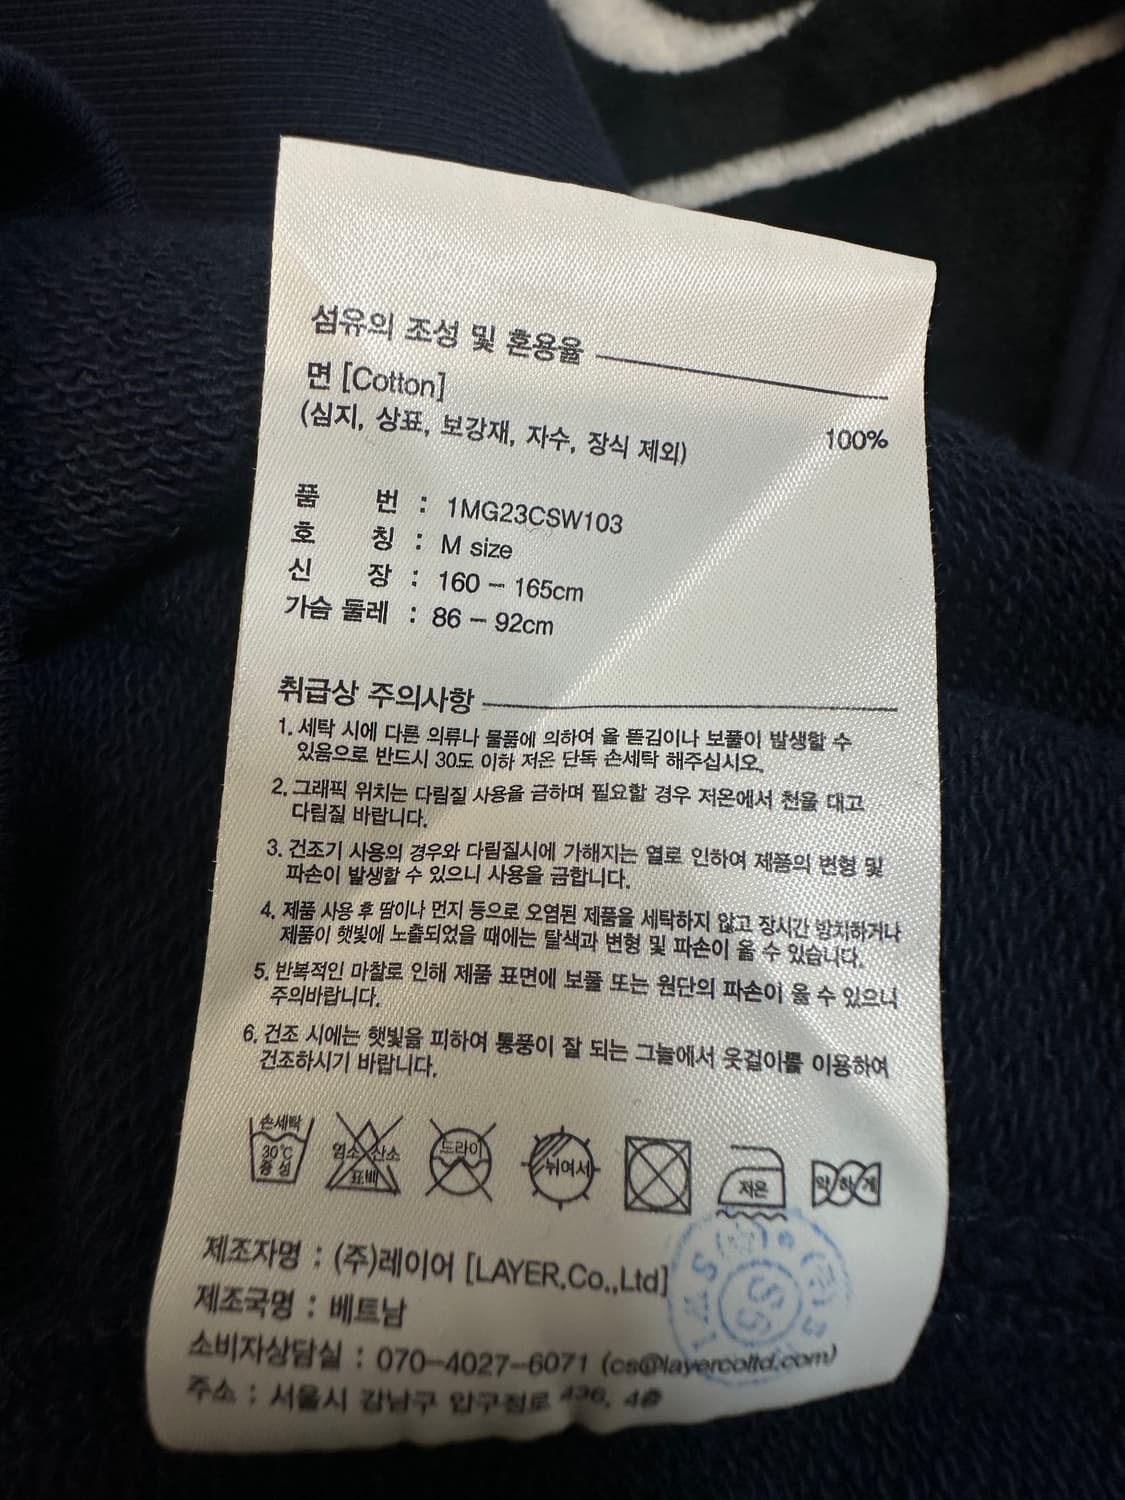 섬유의 조성 및 혼용율
면 [Cotton] 100%
(심지, 상표, 보강재, 자수, 장식 제외)
품 번 : 1MG23CSW103
호 칭 : M size
신 장 : 160 - 165cm
가슴 둘레 : 86 - 92cm
취급상 주의사항
1. 세탁 시에 다른 의류나 물품에 의하여 올 뜯김이나 보풀이 발생할 수
있음으로 반드시 30도 이하 저온 단독 손세탁 해주십시오.
2. 그래픽 위치는 다림질 사용을 금하며 필요할 경우 저온에서 천을 대고
다림질 바랍니다.
3. 건조기 사용의 경우와 다림질시에 가해지는 열로 인하여 제품의 변형 및
파손이 발생할 수 있으니 사용을 금합니다.
4. 제품 사용 후 땀이나 먼지 등으로 오염된 제품을 세탁하지 않고 장시간 방치하거나
제품이 햇빛에 노출되었을 때에는 탈색과 변형 및 파손이 올 수 있습니다.
5. 반복적인 마찰로 인해 제품 표면에 보풀 또는 원단의 파손이 올 수 있으니
주의바랍니다.
6. 건조 시에는 햇빛을 피하여 통풍이 잘 되는 그늘에서 옷걸이를 이용하여
건조하시기 바랍니다.
손세탁 30℃ 중성
염소 산소 표백
드라이
뉘여서
저온
약하게
제조자명 : (주)레이어 [LAYER.Co.,Ltd]
제조국명 : 베트남
소비자상담실 : 070-4027-6071 (cs@layercoltd.com)
주소 : 서울시 강남구 압구정로 436, 4층